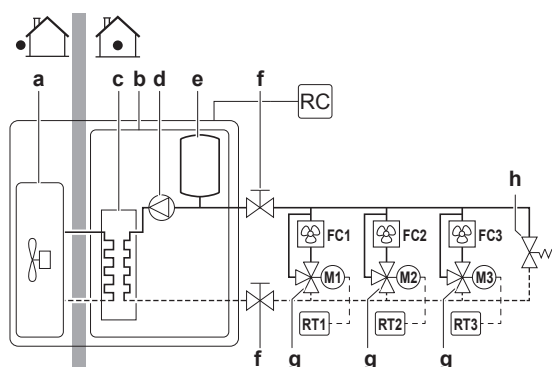 a c b d e f
RC
h
FC1 FC2 FC3
M1 M2 M3
RT1 RT2 RT3
f g g g